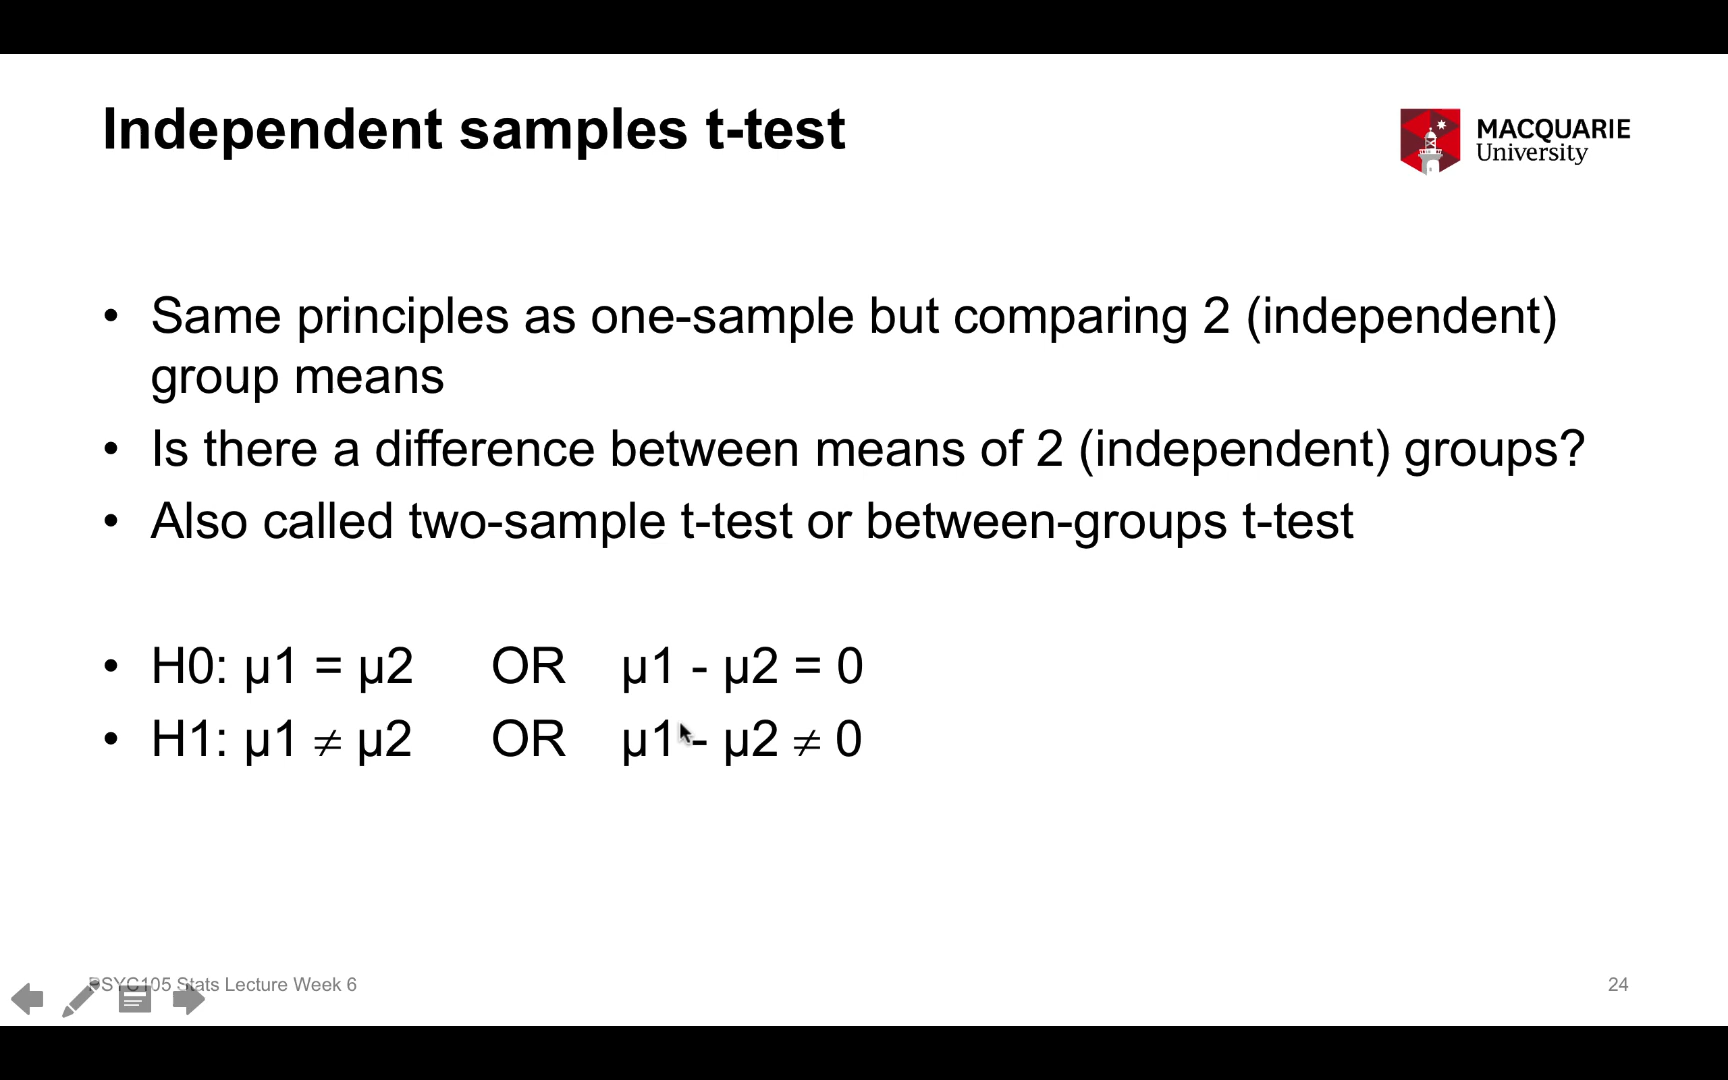 Independent samples t-test
MACQUARIE
University
• Same principles as one-sample but comparing 2 (independent)
group means
• Is there a difference between means of 2 (independent) groups?
• Also called two-sample t-test or between-groups t-test
• H0: μ1 = μ2 OR μ1 - μ2 = 0
• H1: μ1 ≠ μ2 OR μ1 - μ2 ≠ 0
PSYC105 Stats Lecture Week 6
24